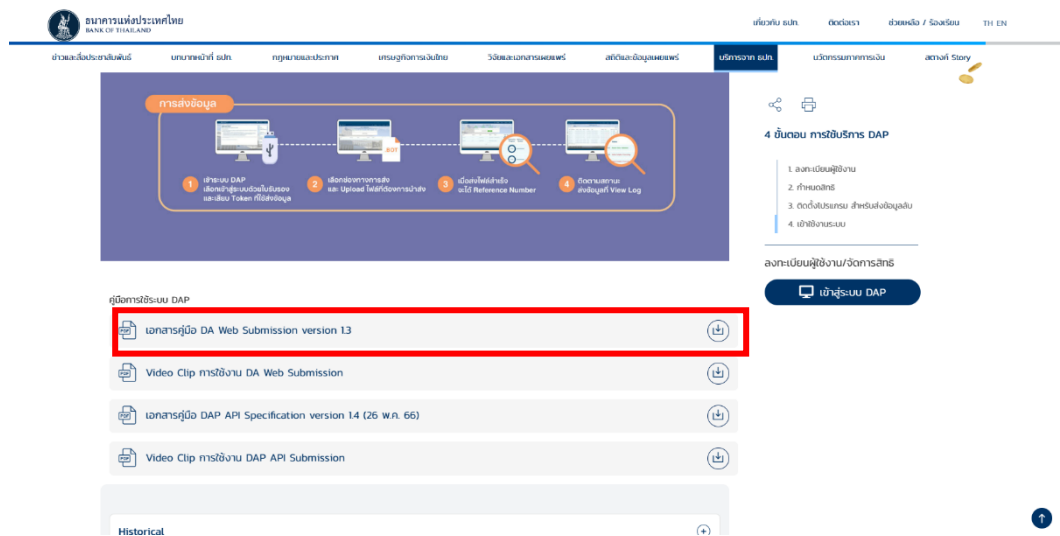 ธนาคารแห่งประเทศไทย
BANK OF THAILAND
เกี่ยวกับ ธปท. ติดต่อเรา ช่วยเหลือ / ร้องเรียน TH EN
ข่าวและสื่อประชาสัมพันธ์ บทบาทหน้าที่ ธปท. กฎหมายและประกาศ เศรษฐกิจการเงินไทย วิจัยและเอกสารเผยแพร่ สถิติและข้อมูลเผยแพร่ บริการจาก ธปท. นวัตกรรมภาคการเงิน สตางค์ Story
การส่งข้อมูล
.BOT
1 เข้าระบบ DAP
เลือกเข้าสู่ระบบด้วยใบรับรอง
และเสียบ Token ที่ใช้ส่งข้อมูล
2 เลือกช่องทางการส่ง
และ Upload ไฟล์ที่ต้องการนำส่ง
3 เมื่อส่งไฟล์สำเร็จ
จะได้ Reference Number
4 ติดตามสถานะ
ส่งข้อมูลที่ View Log
4 ขั้นตอน การใช้บริการ DAP
1. ลงทะเบียนผู้ใช้งาน
2. กำหนดสิทธิ
3. ติดตั้งโปรแกรม สำหรับส่งข้อมูลลับ
4. เข้าใช้งานระบบ
ลงทะเบียนผู้ใช้งาน/จัดการสิทธิ
เข้าสู่ระบบ DAP
คู่มือการใช้ระบบ DAP
PDF เอกสารคู่มือ DA Web Submission version 1.3
PDF Video Clip การใช้งาน DA Web Submission
PDF เอกสารคู่มือ DAP API Specification version 1.4 (26 พ.ค. 66)
PDF Video Clip การใช้งาน DAP API Submission
Historical